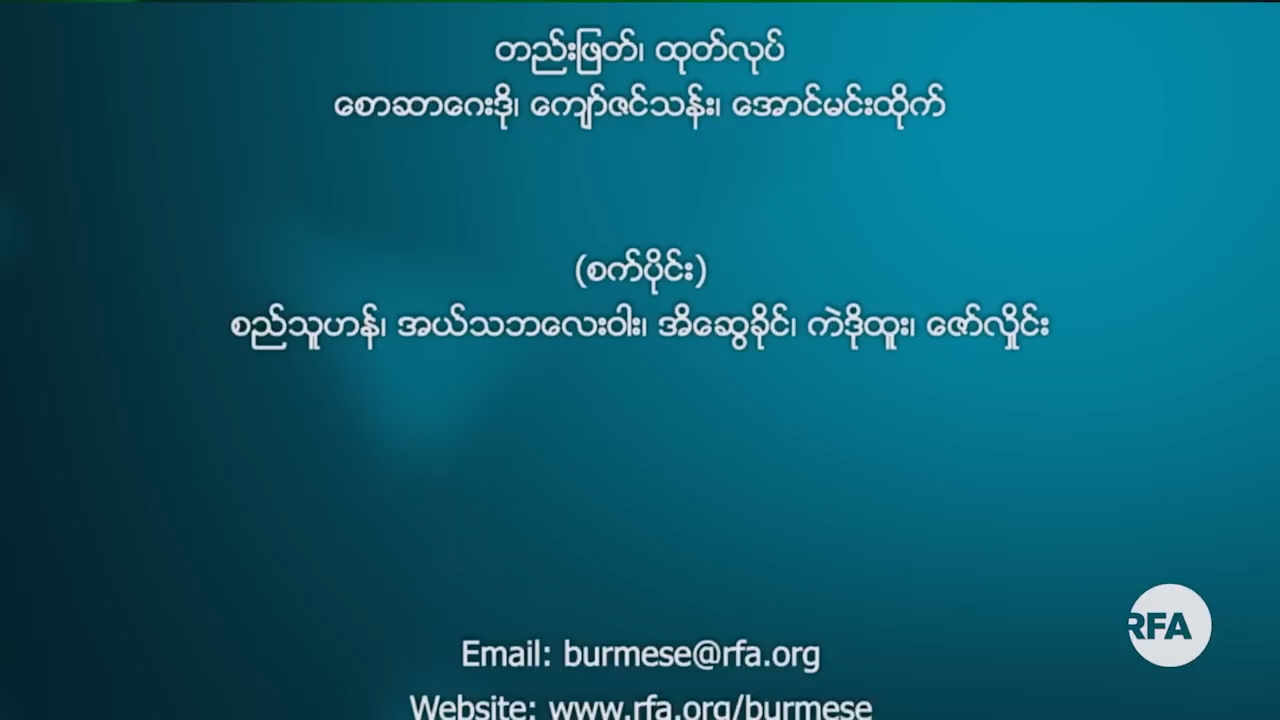 တည်းဖြတ်၊ ထုတ်လုပ်
စောဆာဂေးဒို၊ ကျော်ဇင်သန်း၊ အောင်မင်းထိုက်
(စက်ပိုင်း)
စည်သူဟန်၊ အယ်သဘလေးဝါး၊ အိဆွေခိုင်၊ ကဲဒိုထူး၊ ဇော်လှိုင်း
Email: burmese@rfa.org
Website: www.rfa.org/burmese
RFA